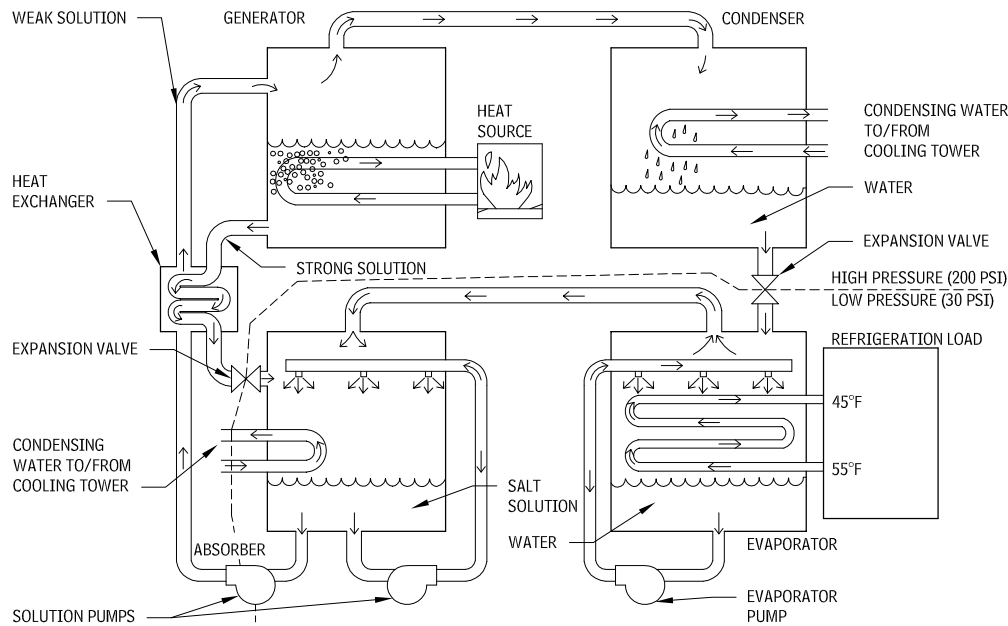 WEAK SOLUTION
GENERATOR
CONDENSER
HEAT
SOURCE
CONDENSING WATER
TO/FROM
COOLING TOWER
HEAT
EXCHANGER
WATER
EXPANSION VALVE
STRONG SOLUTION
HIGH PRESSURE (200 PSI)
LOW PRESSURE (30 PSI)
EXPANSION VALVE
REFRIGERATION LOAD
45°F
CONDENSING
WATER TO/FROM
COOLING TOWER
55°F
SALT
SOLUTION
WATER
ABSORBER
EVAPORATOR
SOLUTION PUMPS
EVAPORATOR
PUMP